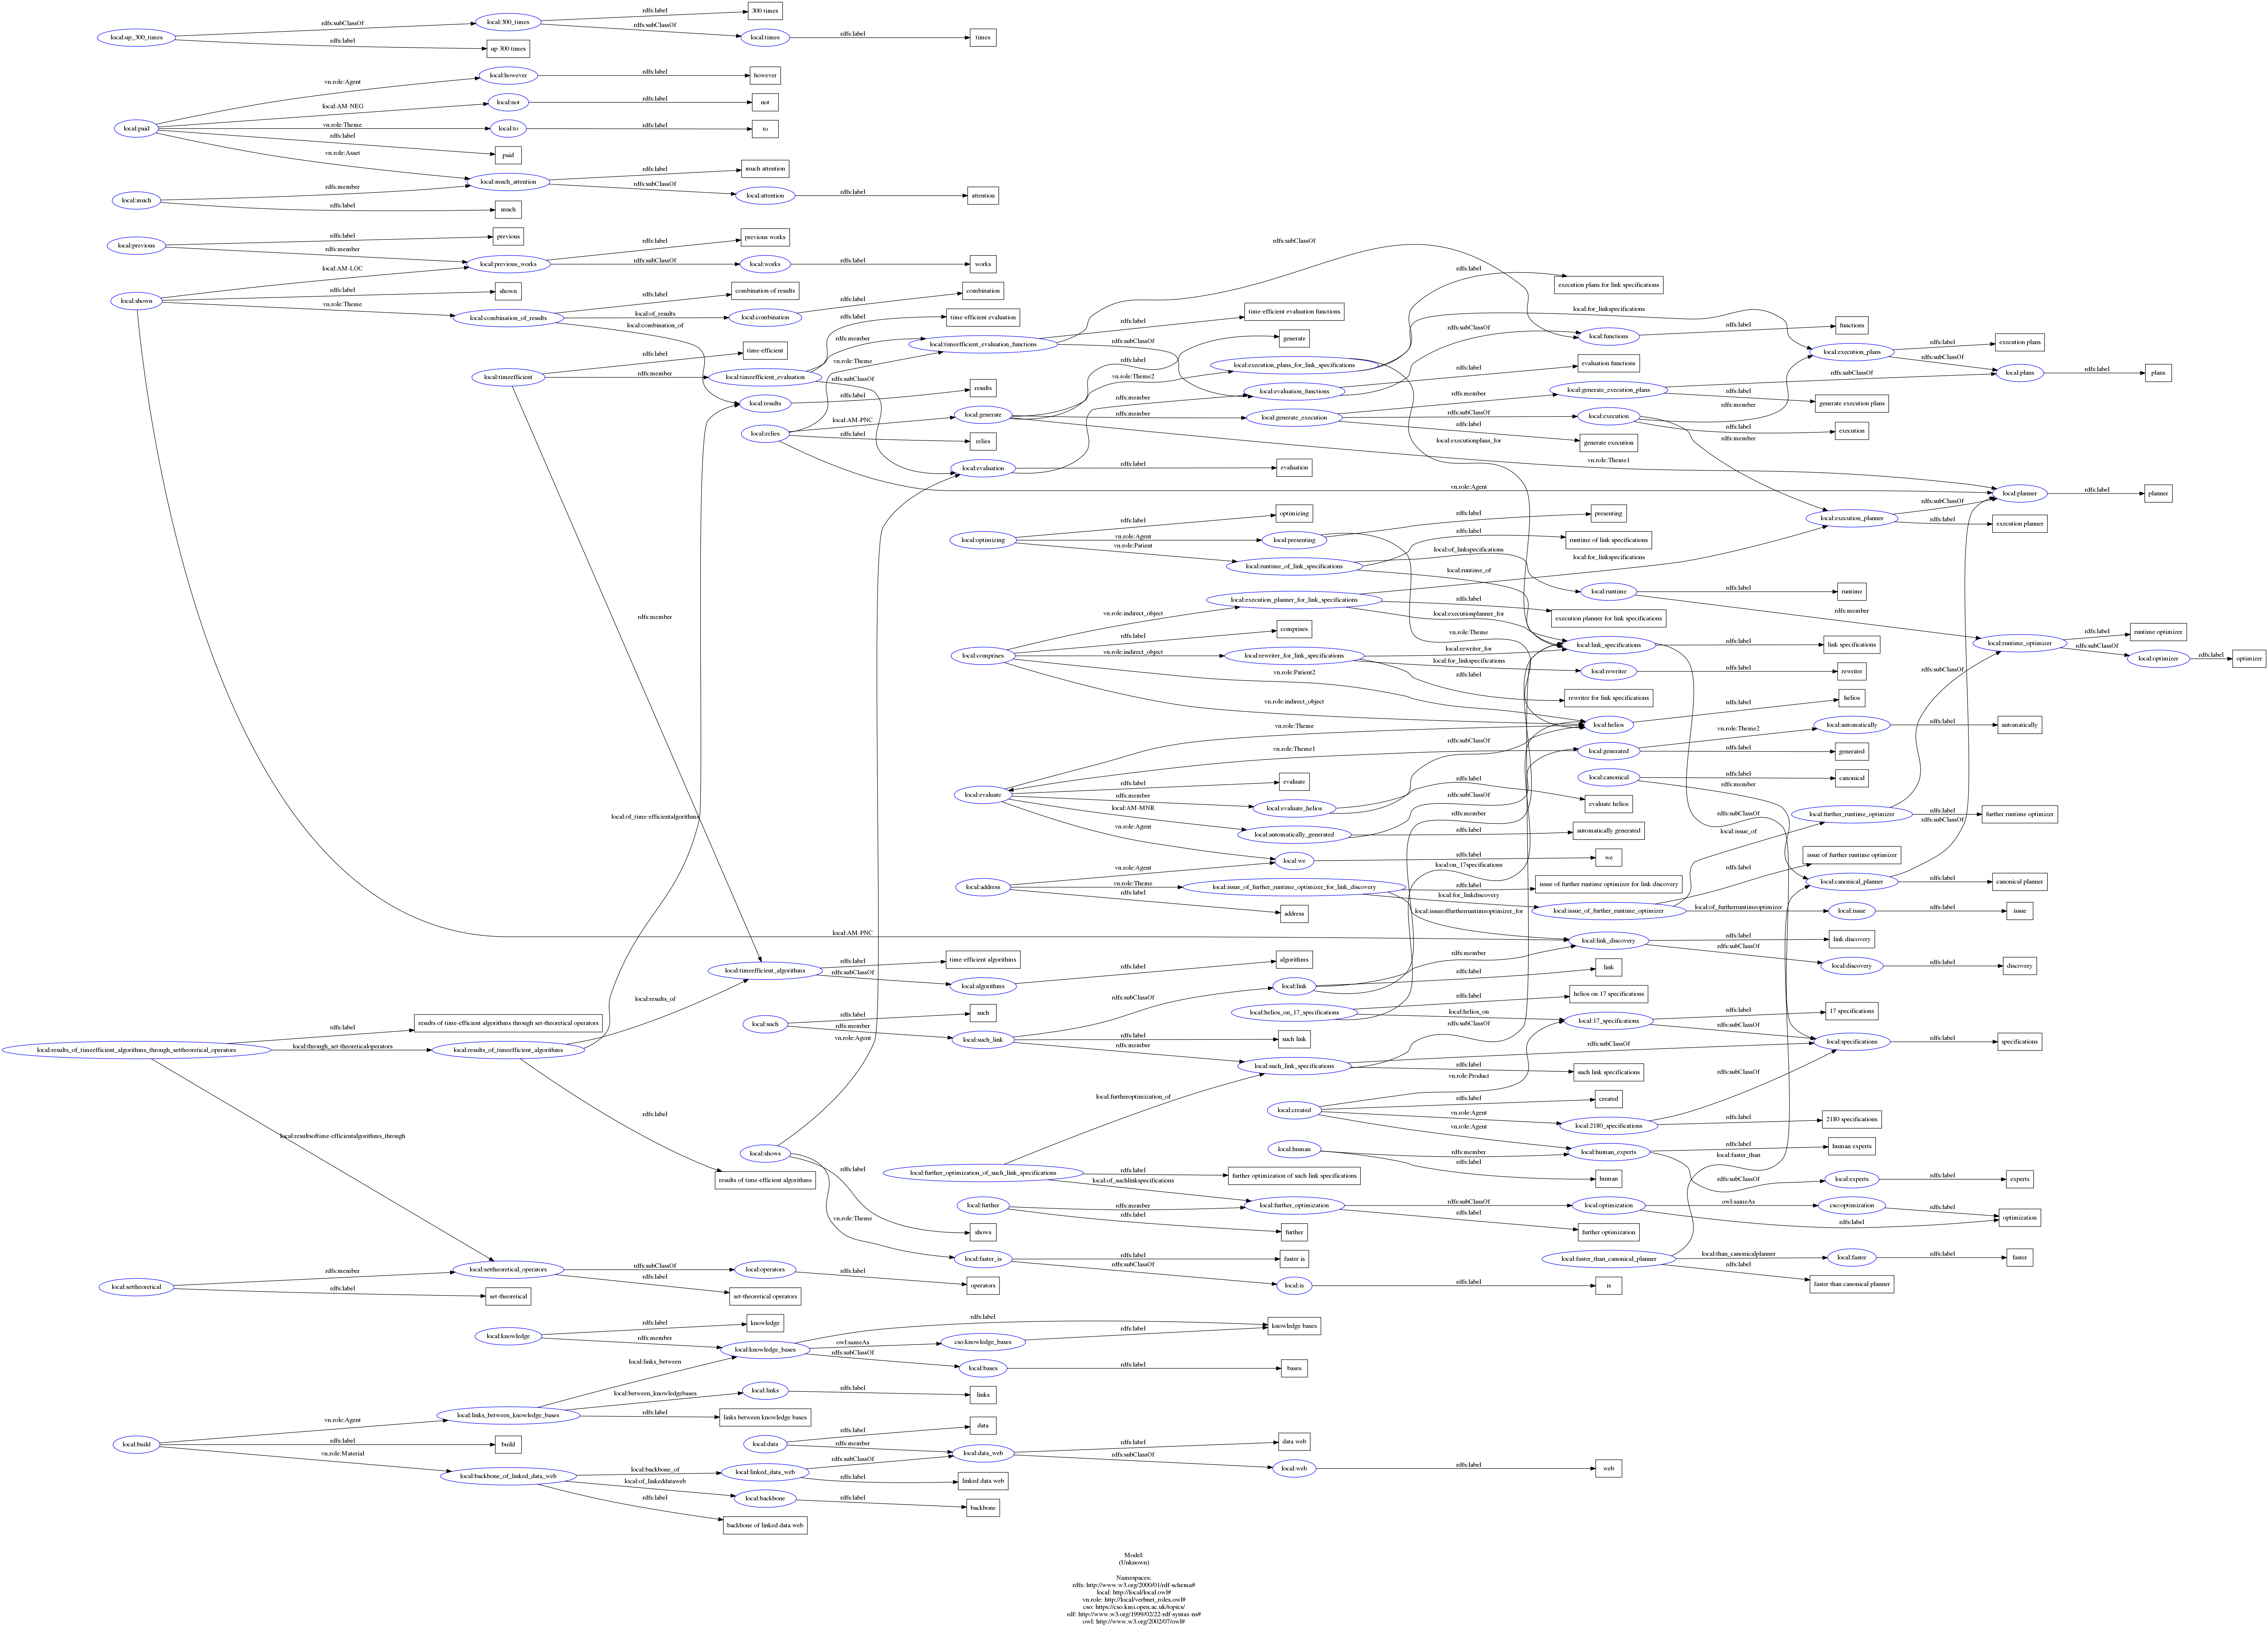 local:up_300_times
rdfs:subClassOf
local:300_times
rdfs:label
300 times
rdfs:subClassOf
local:times
rdfs:label
times
rdfs:label
up 300 times
local:paid
vn.role:Agent
local:however
rdfs:label
however
local:AM-NEG
local:not
rdfs:label
not
vn.role:Theme
local:to
rdfs:label
to
rdfs:label
paid
vn.role:Asset
local:much_attention
rdfs:label
much attention
rdfs:subClassOf
local:attention
rdfs:label
attention
local:much
rdfs:member
rdfs:label
much
local:previous
rdfs:label
previous
rdfs:member
local:previous_works
rdfs:label
previous works
rdfs:subClassOf
local:works
rdfs:label
works
local:shown
local:AM-LOC
rdfs:label
shown
vn.role:Theme
local:combination_of_results
rdfs:label
combination of results
local:of_results
local:combination
rdfs:label
combination
local:combination_of
local:AM-PNC
local:timeefficient
rdfs:label
time-efficient
rdfs:member
local:timeefficient_evaluation
rdfs:label
time-efficient evaluation
rdfs:member
local:timeefficient_evaluation_functions
rdfs:label
time-efficient evaluation functions
rdfs:subClassOf
rdfs:subClassOf
rdfs:subClassOf
rdfs:member
local:results
rdfs:label
results
local:relies
vn.role:Theme
local:AM-PNC
rdfs:label
relies
vn.role:Agent
local:generate
rdfs:label
generate
vn.role:Theme2
rdfs:member
vn.role:Theme1
local:execution_plans_for_link_specifications
rdfs:label
execution plans for link specifications
local:for_linkspecifications
local:executionplans_for
local:evaluation_functions
rdfs:subClassOf
rdfs:label
evaluation functions
local:functions
rdfs:label
functions
local:generate_execution
rdfs:member
local:generate_execution_plans
rdfs:subClassOf
rdfs:label
generate execution plans
rdfs:subClassOf
local:execution
rdfs:member
rdfs:label
execution
rdfs:member
rdfs:label
generate execution
local:execution_plans
rdfs:label
execution plans
rdfs:subClassOf
local:plans
rdfs:label
plans
local:evaluation
rdfs:member
rdfs:label
evaluation
local:planner
rdfs:label
planner
local:execution_planner
rdfs:subClassOf
rdfs:label
execution planner
local:optimizing
rdfs:label
optimizing
vn.role:Agent
local:presenting
rdfs:label
presenting
vn.role:Theme
vn.role:Patient
local:runtime_of_link_specifications
rdfs:label
runtime of link specifications
local:of_linkspecifications
local:runtime_of
local:runtime
rdfs:label
runtime
rdfs:member
local:runtime_optimizer
rdfs:label
runtime optimizer
rdfs:subClassOf
local:optimizer
rdfs:label
optimizer
local:comprises
vn.role:indirect_object
local:execution_planner_for_link_specifications
local:for_linkspecifications
rdfs:label
execution planner for link specifications
local:executionplanner_for
rdfs:label
comprises
vn.role:indirect_object
local:rewriter_for_link_specifications
local:rewriter_for
local:for_linkspecifications
local:rewriter
rdfs:label
rewriter
rdfs:label
rewriter for link specifications
vn.role:Patient2
vn.role:indirect_object
local:link_specifications
rdfs:label
link specifications
rdfs:subClassOf
local:helios
rdfs:label
helios
local:evaluate
vn.role:Theme
vn.role:Theme1
rdfs:label
evaluate
rdfs:member
local:evaluate_helios
rdfs:subClassOf
rdfs:label
evaluate helios
local:AM-MNR
local:automatically_generated
rdfs:subClassOf
rdfs:label
automatically generated
vn.role:Agent
local:we
rdfs:label
we
local:generated
vn.role:Theme2
local:automatically
rdfs:label
automatically
rdfs:label
generated
local:canonical
rdfs:label
canonical
rdfs:member
local:further_runtime_optimizer
rdfs:subClassOf
rdfs:label
further runtime optimizer
local:canonical_planner
rdfs:subClassOf
rdfs:label
canonical planner
local:address
vn.role:Agent
vn.role:Theme
local:issue_of_further_runtime_optimizer_for_link_discovery
rdfs:label
issue of further runtime optimizer for link discovery
local:for_linkdiscovery
local:issueoffurtherruntimeoptimizer_for
rdfs:label
address
local:issue_of_further_runtime_optimizer
local:issue_of
rdfs:label
issue of further runtime optimizer
local:of_furtherruntimeoptimizer
local:issue
rdfs:label
issue
local:link_discovery
rdfs:label
link discovery
rdfs:subClassOf
local:discovery
rdfs:label
discovery
local:of_time-efficientalgorithms
local:timeefficient_algorithms
rdfs:label
time-efficient algorithms
rdfs:subClassOf
local:algorithms
rdfs:label
algorithms
local:link
rdfs:member
rdfs:label
link
rdfs:member
local:such
rdfs:label
such
rdfs:member
local:such_link
rdfs:subClassOf
rdfs:label
such link
rdfs:member
local:helios_on_17_specifications
local:on_17specifications
rdfs:label
helios on 17 specifications
local:helios_on
local:17_specifications
rdfs:label
17 specifications
rdfs:subClassOf
local:specifications
rdfs:label
specifications
local:such_link_specifications
rdfs:subClassOf
rdfs:subClassOf
rdfs:label
such link specifications
local:results_of_timeefficient_algorithms_through_settheoretical_operators
rdfs:label
results of time-efficient algorithms through set-theoretical operators
local:through_set-theoreticaloperators
local:results_of_timeefficient_algorithms
local:results_of
rdfs:label
results of time-efficient algorithms
local:resultsoftime-efficientalgorithms_through
local:created
vn.role:Product
rdfs:label
created
vn.role:Agent
local:2180_specifications
rdfs:subClassOf
rdfs:label
2180 specifications
vn.role:Agent
local:human
rdfs:member
local:human_experts
rdfs:label
human experts
rdfs:subClassOf
local:experts
rdfs:label
experts
rdfs:label
human
local:shows
vn.role:Agent
rdfs:label
shows
vn.role:Theme
local:further_optimization_of_such_link_specifications
local:furtheroptimization_of
rdfs:label
further optimization of such link specifications
local:of_suchlinkspecifications
local:further
rdfs:member
local:further_optimization
rdfs:subClassOf
local:optimization
owl:sameAs
cso:optimization
rdfs:label
optimization
rdfs:label
rdfs:label
further optimization
rdfs:label
further
local:faster_is
rdfs:label
faster is
rdfs:subClassOf
local:is
rdfs:label
is
local:faster_than_canonical_planner
local:faster_than
local:than_canonicalplanner
local:faster
rdfs:label
faster
rdfs:label
faster than canonical planner
local:settheoretical
rdfs:member
local:settheoretical_operators
rdfs:subClassOf
local:operators
rdfs:label
operators
rdfs:label
set-theoretical operators
rdfs:label
set-theoretical
local:knowledge
rdfs:label
knowledge
rdfs:member
local:knowledge_bases
rdfs:label
knowledge bases
owl:sameAs
cso:knowledge_bases
rdfs:label
rdfs:subClassOf
local:bases
rdfs:label
bases
local:build
vn.role:Agent
local:links_between_knowledge_bases
local:links_between
local:between_knowledgebases
local:links
rdfs:label
links
rdfs:label
links between knowledge bases
rdfs:label
build
vn.role:Material
local:backbone_of_linked_data_web
local:backbone_of
local:linked_data_web
rdfs:subClassOf
rdfs:label
linked data web
local:of_linkeddataweb
local:backbone
rdfs:label
backbone
rdfs:label
backbone of linked data web
local:data
rdfs:label
data
rdfs:member
local:data_web
rdfs:label
data web
rdfs:subClassOf
local:web
rdfs:label
web
Model:
(Unknown)
Namespaces:
rdfs: http://www.w3.org/2000/01/rdf-schema#
local: http://local/local.owl#
vn.role: http://local/verbnet_roles.owl#
cso: https://cso.kmi.open.ac.uk/topics/
rdf: http://www.w3.org/1999/02/22-rdf-syntax-ns#
owl: http://www.w3.org/2002/07/owl#